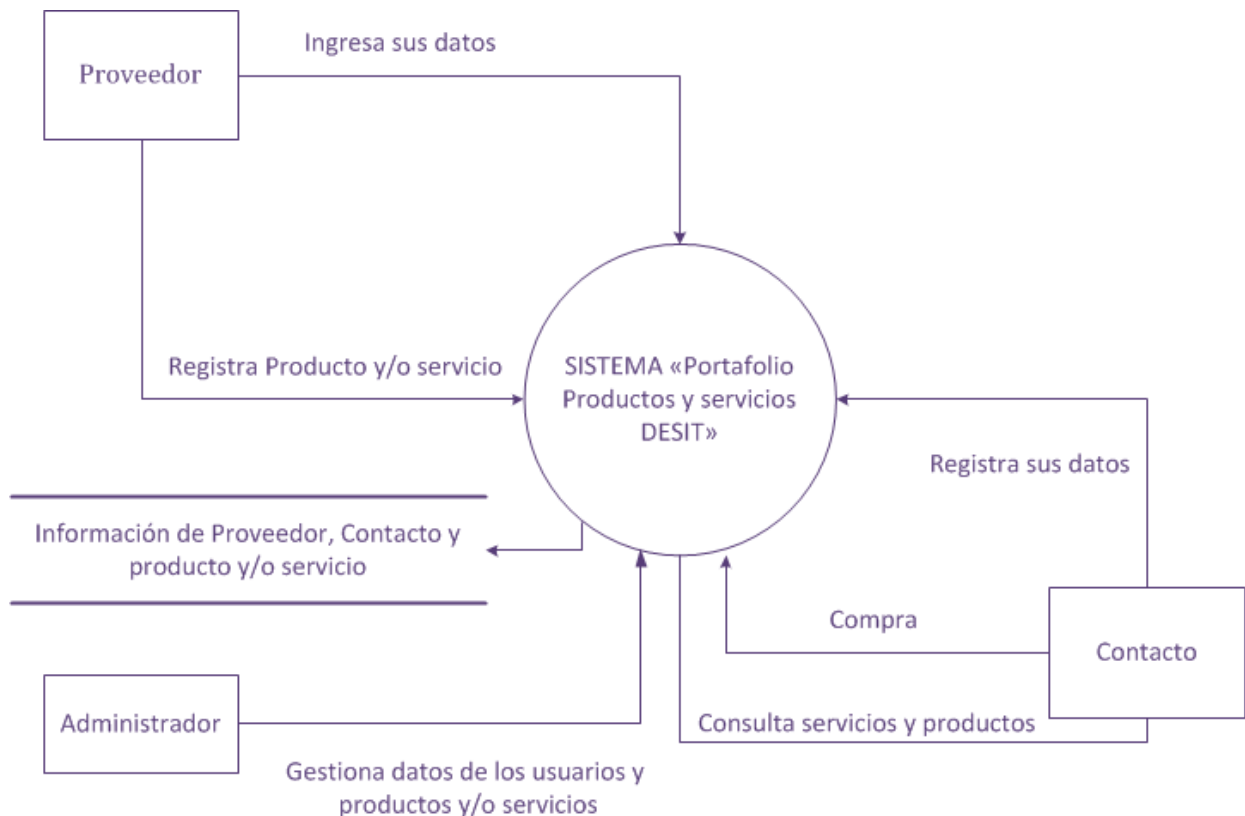 Ingresa sus datos
Proveedor
Registra Producto y/o servicio
SISTEMA «Portafolio
Productos y servicios
DESIT»
Registra sus datos
Información de Proveedor, Contacto y
producto y/o servicio
Compra
Contacto
Administrador
Consulta servicios y productos
Gestiona datos de los usuarios y
productos y/o servicios